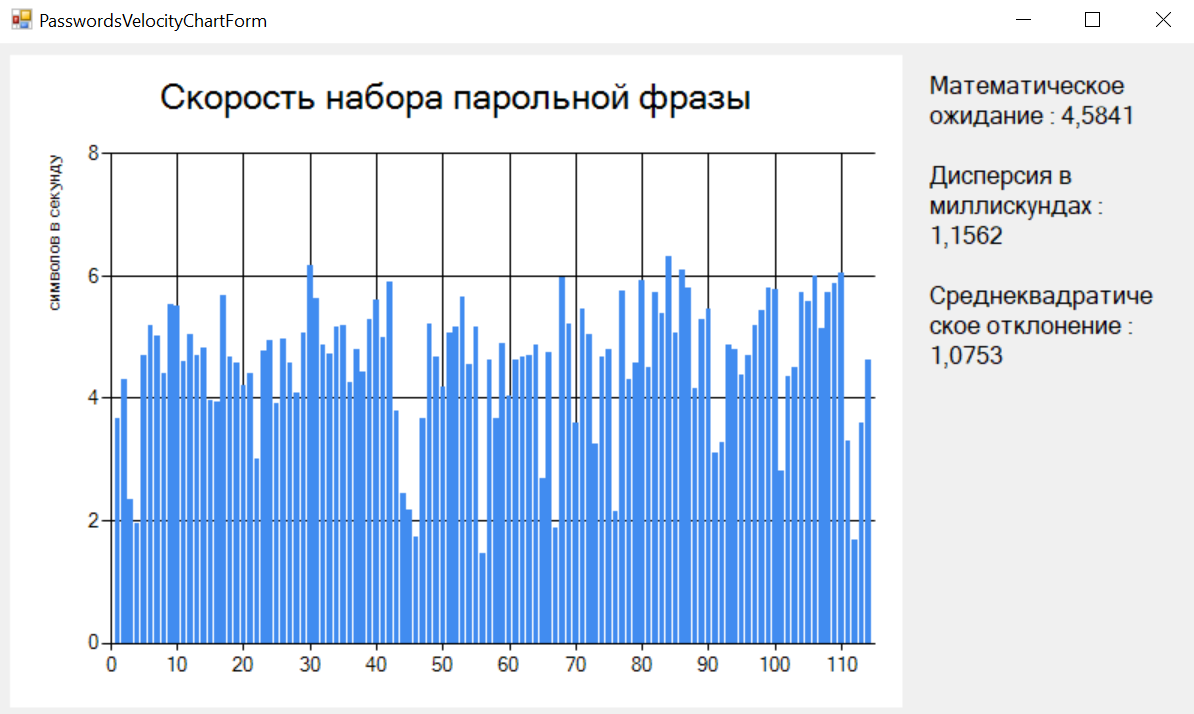 PasswordsVelocityChartForm
Скорость набора парольной фразы
символов в секунду
8
6
4
2
0
0 10 20 30 40 50 60 70 80 90 100 110
Математическое
ожидание : 4,5841
Дисперсия в
миллискундах :
1,1562
Среднеквадратиче
ское отклонение :
1,0753